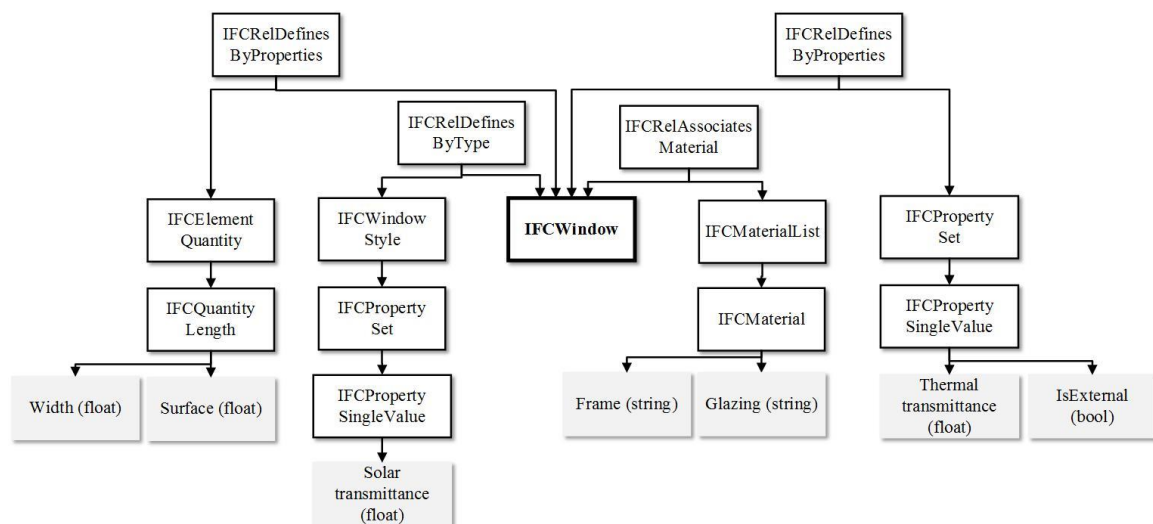 IFCRelDefines
ByProperties
IFCRelDefines
ByProperties
IFCRelDefines
ByType
IFCRelAssociates
Material
IFCElement
Quantity
IFCWindow
Style
IFCWindow
IFCMaterialList
IFCProperty
Set
IFCQuantity
Length
IFCProperty
Set
IFCMaterial
IFCProperty
SingleValue
Width (float)
Surface (float)
IFCProperty
SingleValue
Frame (string)
Glazing (string)
Thermal
transmittance
(float)
IsExternal
(bool)
Solar
transmittance
(float)